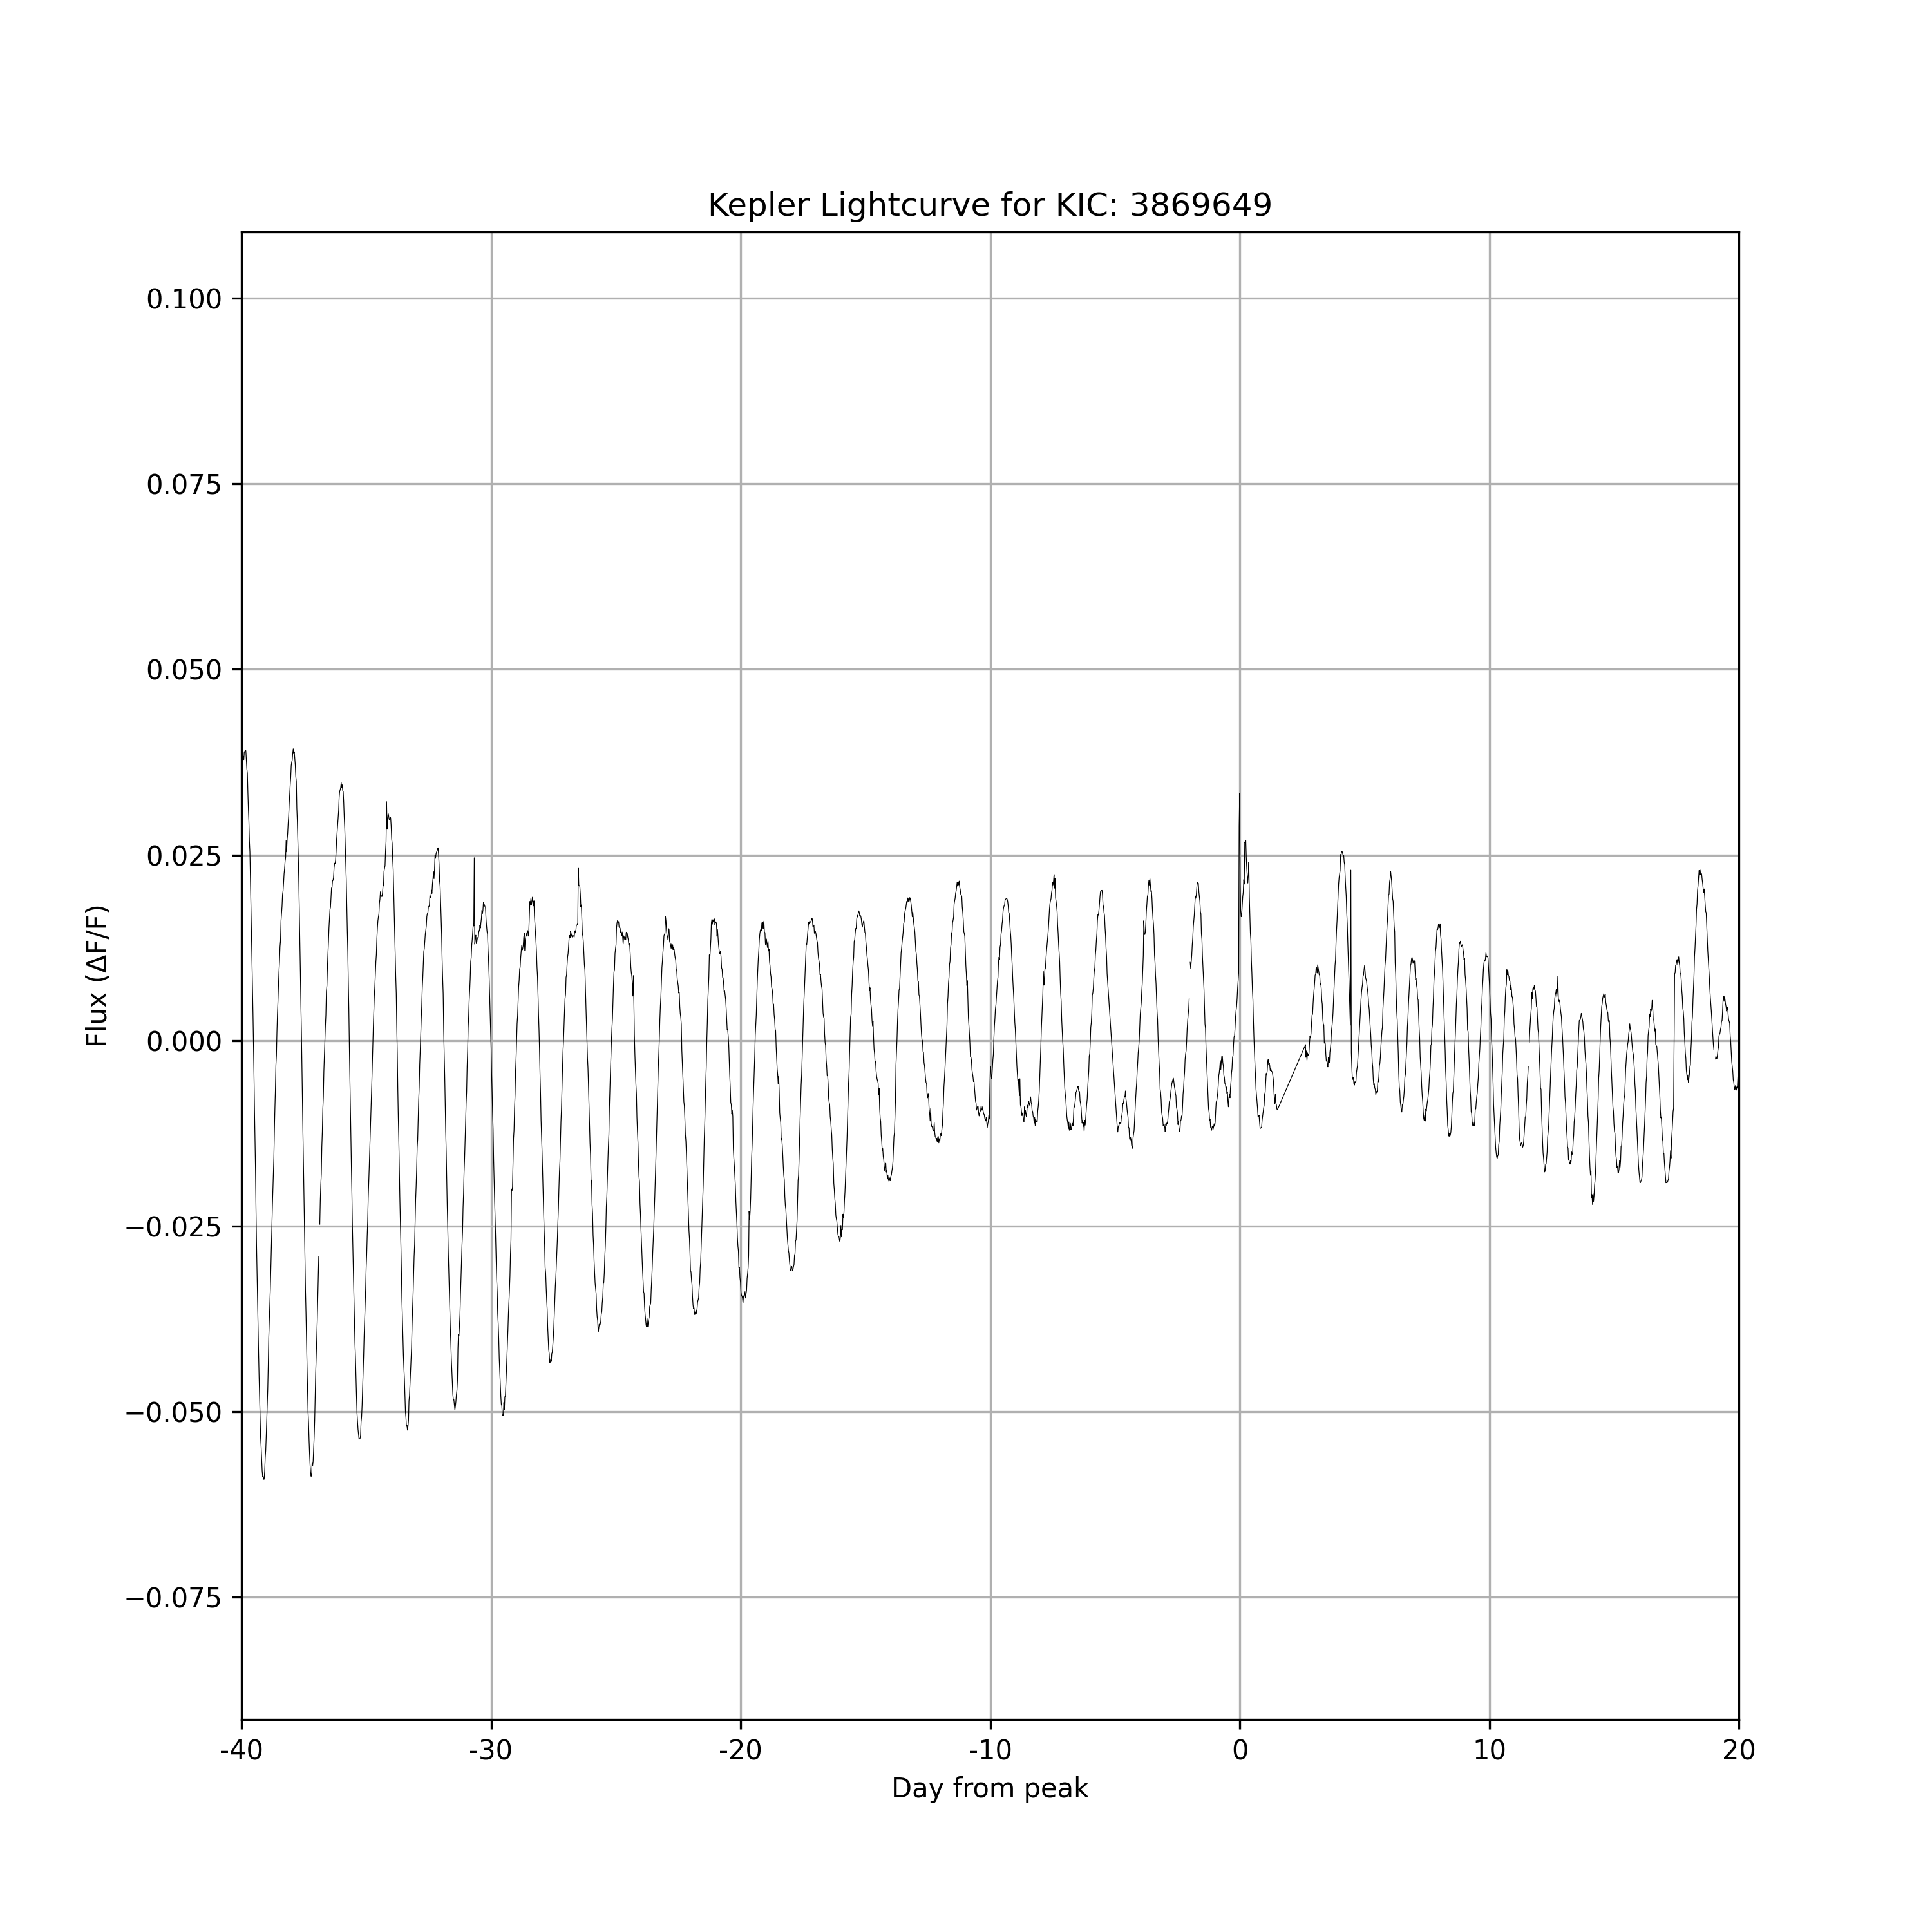 Kepler Lightcurve for KIC: 3869649
0.100
0.075
0.050
0.025
0.000
−0.025
−0.050
−0.075
Flux (ΔF/F)
-40 -30 -20 -10 0 10 20
Day from peak